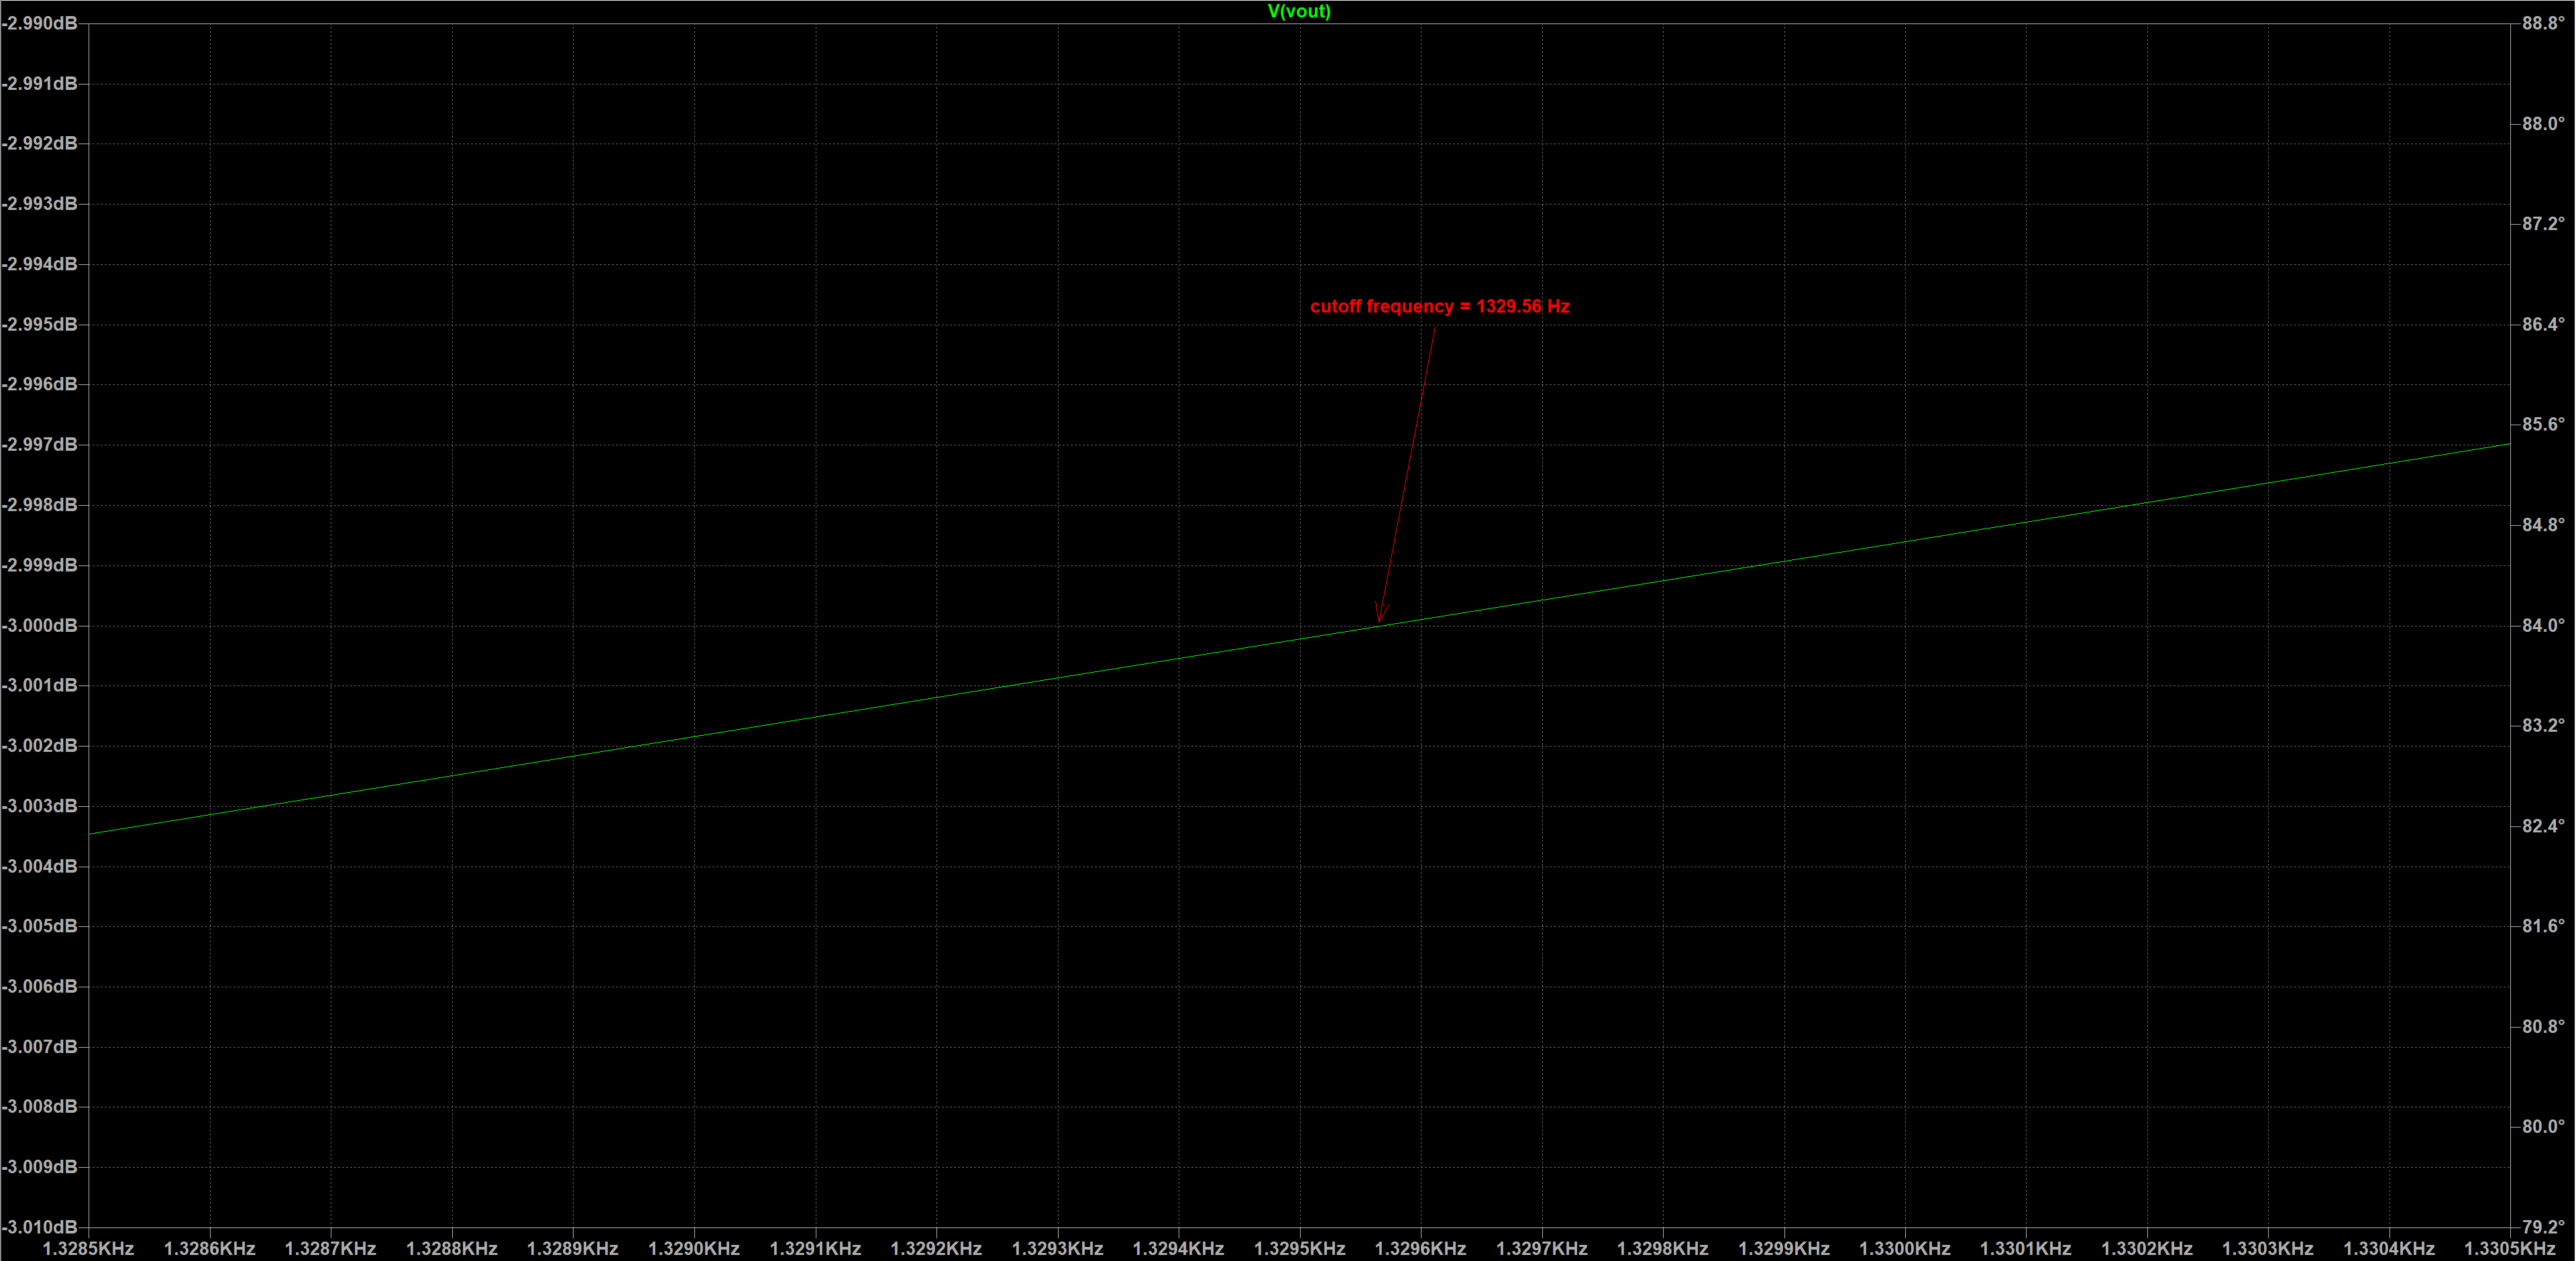 V(vout)
-2.990dB
-2.991dB
-2.992dB
-2.993dB
-2.994dB
-2.995dB
-2.996dB
-2.997dB
-2.998dB
-2.999dB
-3.000dB
-3.001dB
-3.002dB
-3.003dB
-3.004dB
-3.005dB
-3.006dB
-3.007dB
-3.008dB
-3.009dB
-3.010dB
cutoff frequency = 1329.56 Hz
88.8°
88.0°
87.2°
86.4°
85.6°
84.8°
84.0°
83.2°
82.4°
81.6°
80.8°
80.0°
79.2°
1.3285KHz 1.3286KHz 1.3287KHz 1.3288KHz 1.3289KHz 1.3290KHz 1.3291KHz 1.3292KHz 1.3293KHz 1.3294KHz 1.3295KHz 1.3296KHz 1.3297KHz 1.3298KHz 1.3299KHz 1.3300KHz 1.3301KHz 1.3302KHz 1.3303KHz 1.3304KHz 1.3305KHz